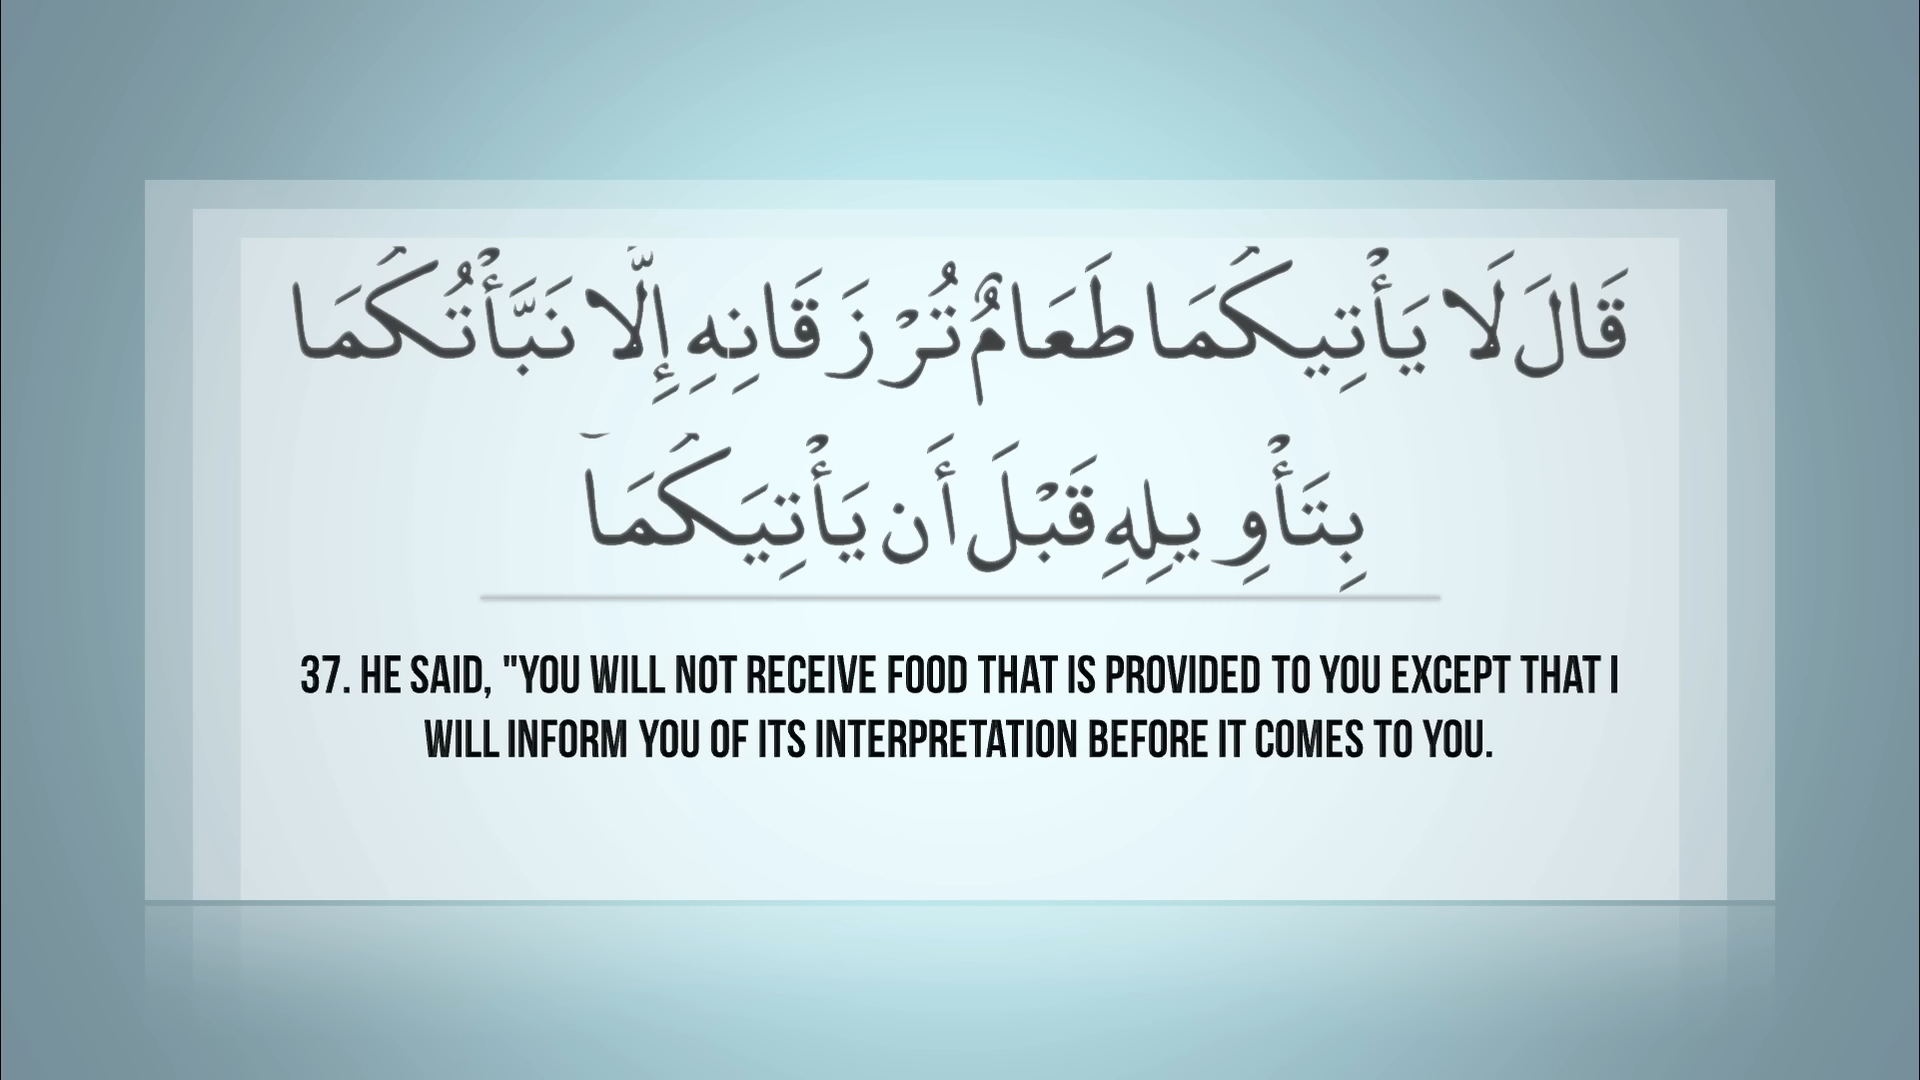 قَالَ لَا يَأْتِيكُمَا طَعَامٌ تُرْزَقَانِهِ إِلَّا نَبَّأْتُكُمَا
بِتَأْوِيلِهِ قَبْلَ أَن يَأْتِيَكُمَآ
37. HE SAID, "YOU WILL NOT RECEIVE FOOD THAT IS PROVIDED TO YOU EXCEPT THAT I
WILL INFORM YOU OF ITS INTERPRETATION BEFORE IT COMES TO YOU.